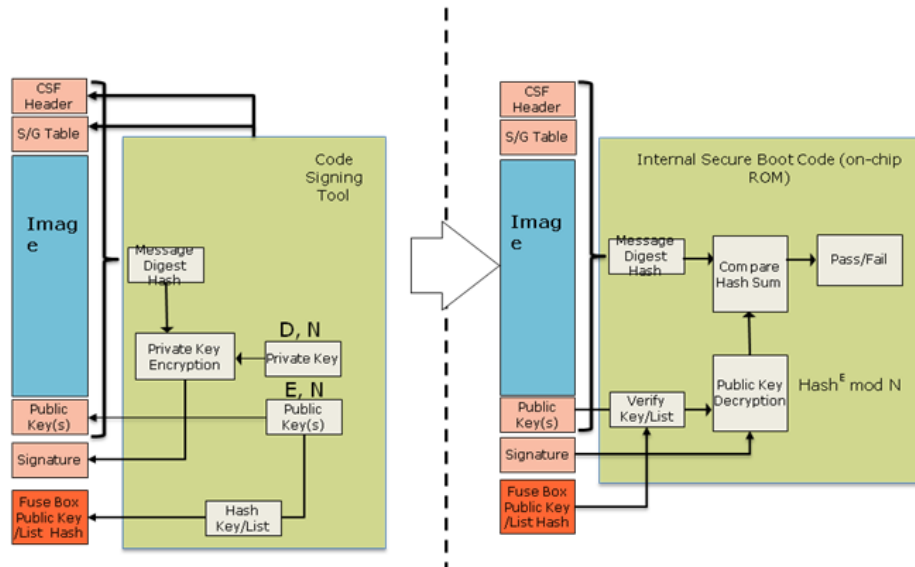 CSF
Header
S/G Table
Imag
e
Public
Key(s)
Signature
Fuse Box
Public Key
/List Hash
Code
Signing
Tool
Message
Digest
Hash
Private Key
Encryption
D, N
Private Key
E, N
Public
Key(s)
Hash
Key/List
CSF
Header
S/G Table
Imag
e
Public
Key(s)
Signature
Fuse Box
Public Key
/List Hash
Internal Secure Boot Code (on-chip
ROM)
Message
Digest
Hash
Compare
Hash Sum
Pass/Fail
Verify
Key/List
Public Key
Decryption
Hash^E mod N